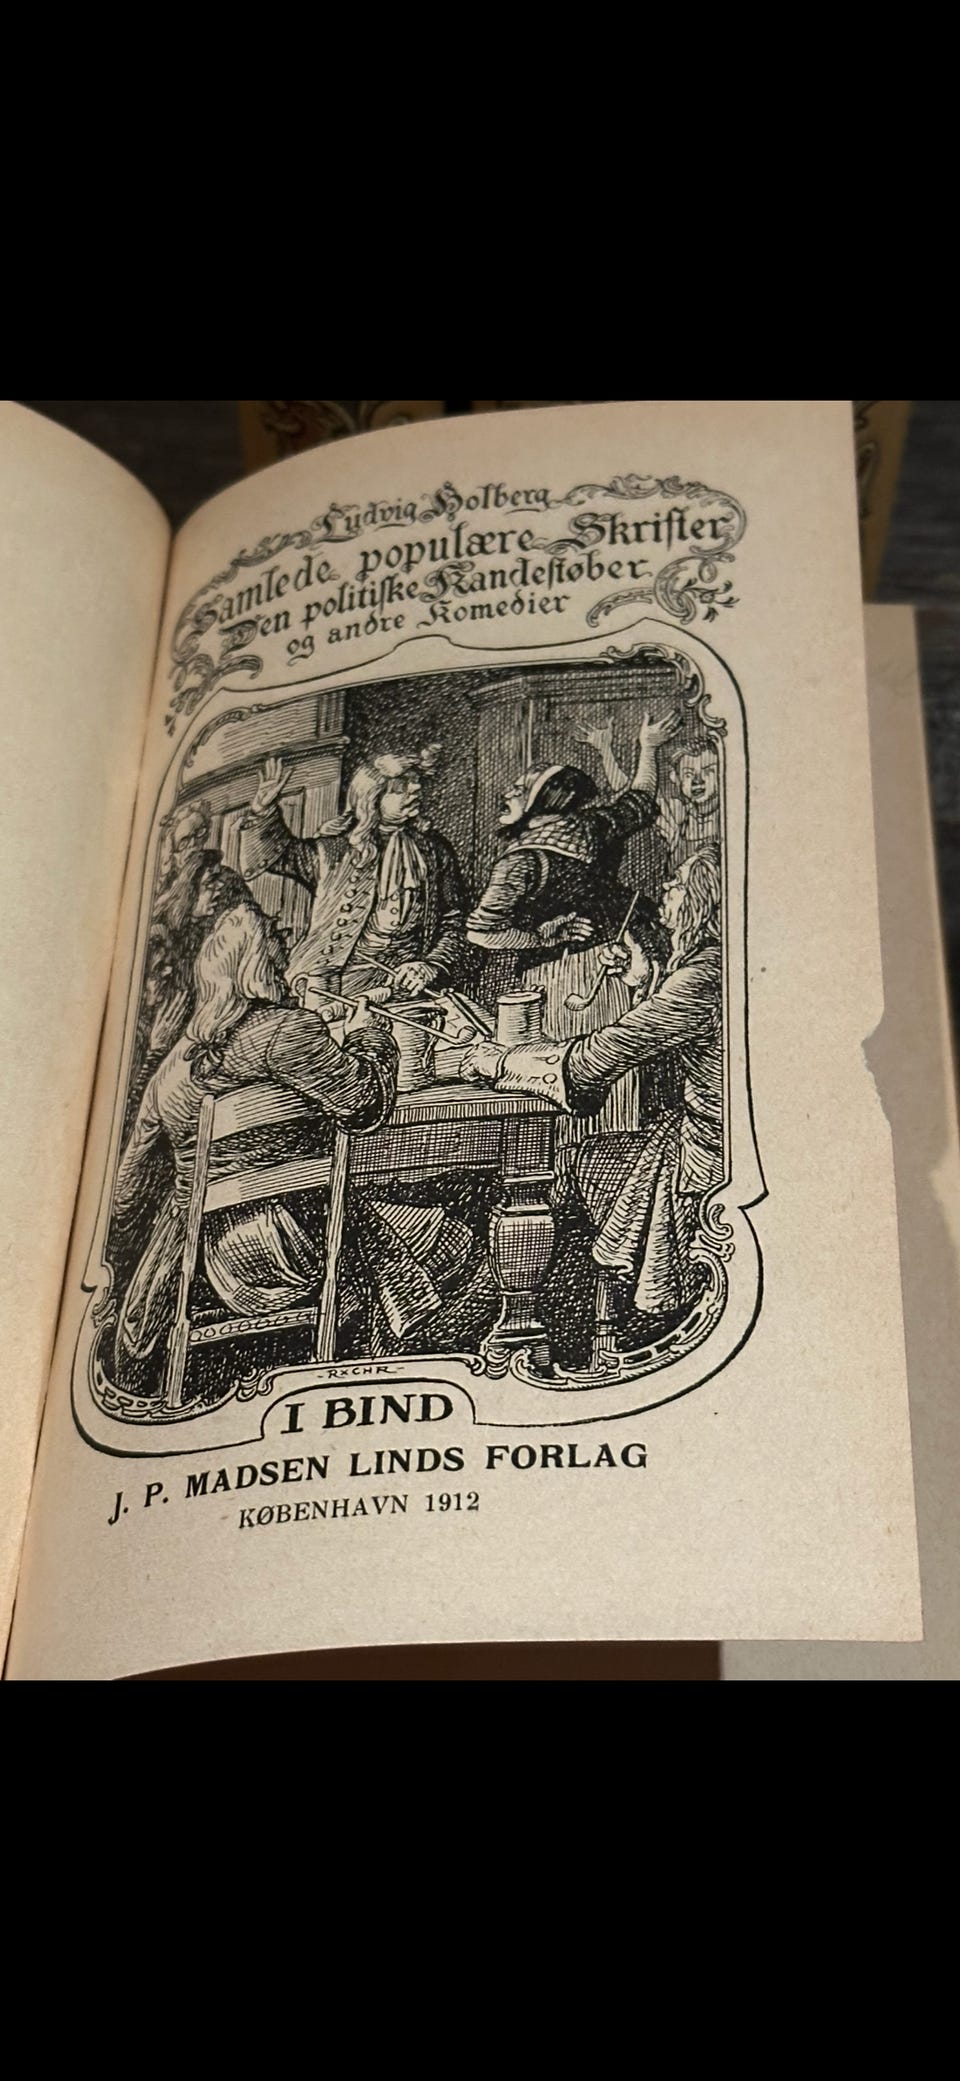 Ludvig Holberg
Samlede populære Skrifter
Den politiske Kandestøber
og andre Komedier
-RXCHR-
I BIND
J. P. MADSEN LINDS FORLAG
KØBENHAVN 1912